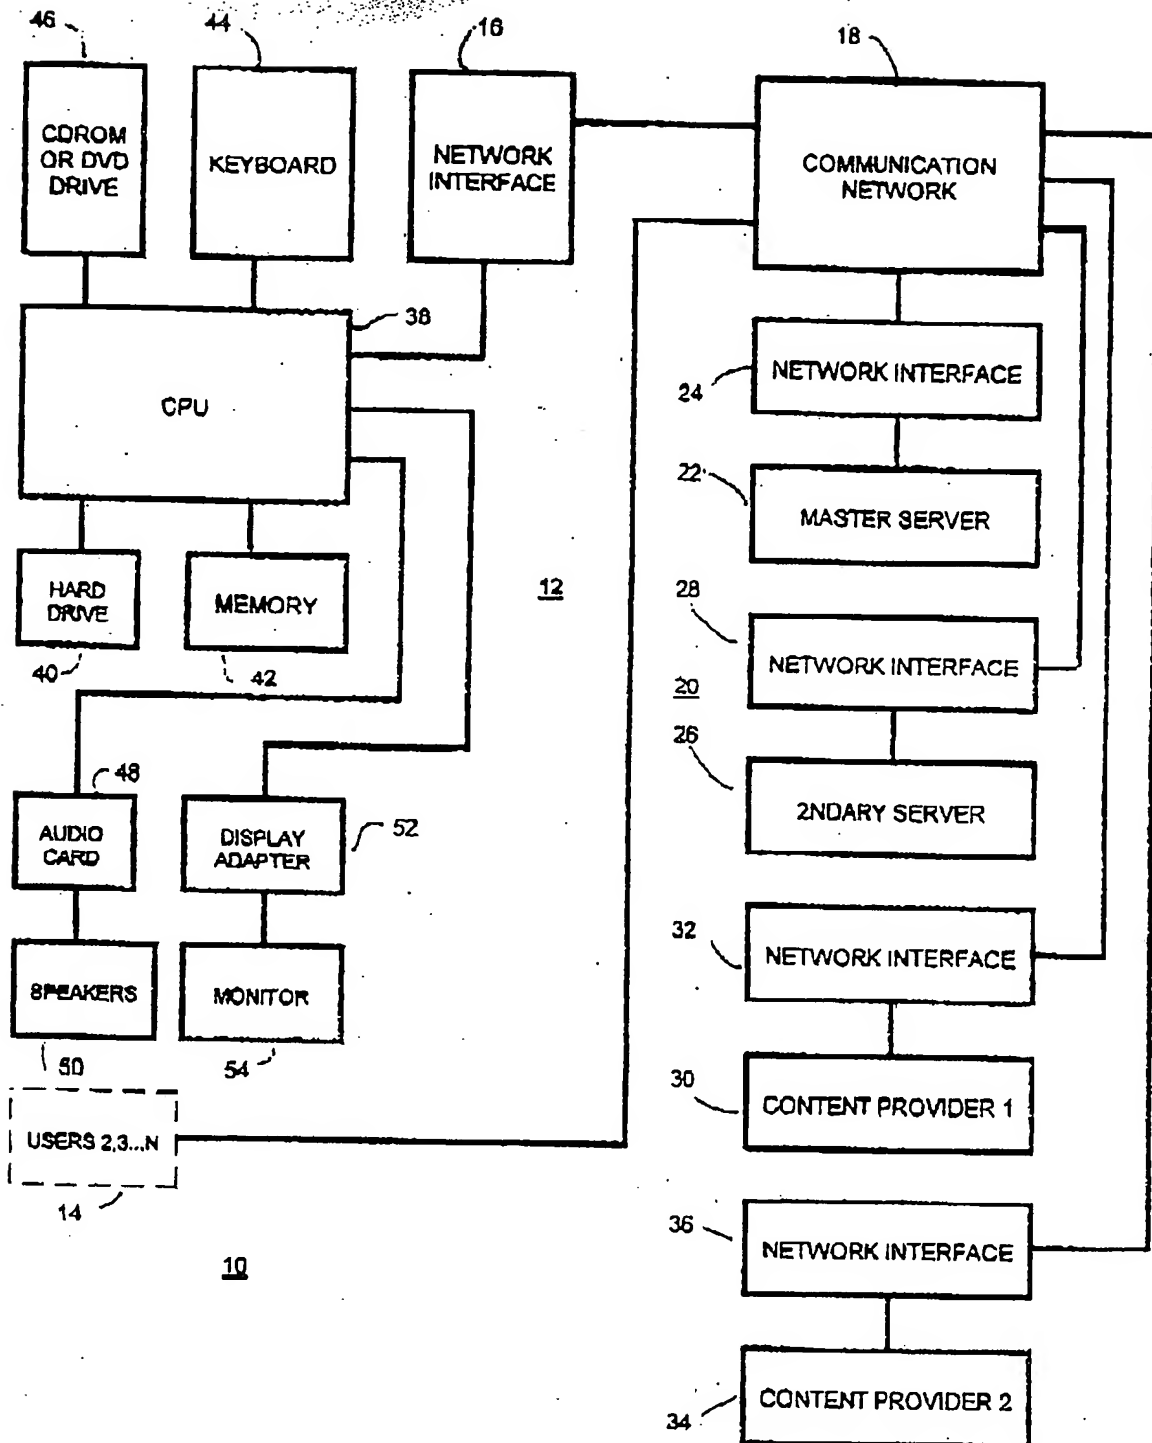 46
44
16
18
CDROM
OR DVD
DRIVE
KEYBOARD
NETWORK
INTERFACE
COMMUNICATION
NETWORK
38
CPU
NETWORK INTERFACE
24
22
MASTER SERVER
HARD
DRIVE
MEMORY
12
28
40
42
NETWORK INTERFACE
20
26
48
AUDIO
CARD
DISPLAY
ADAPTER
52
2NDARY SERVER
32
NETWORK INTERFACE
SPEAKERS
MONITOR
50
54
30
CONTENT PROVIDER 1
USERS 2,3...N
14
36
NETWORK INTERFACE
10
34
CONTENT PROVIDER 2